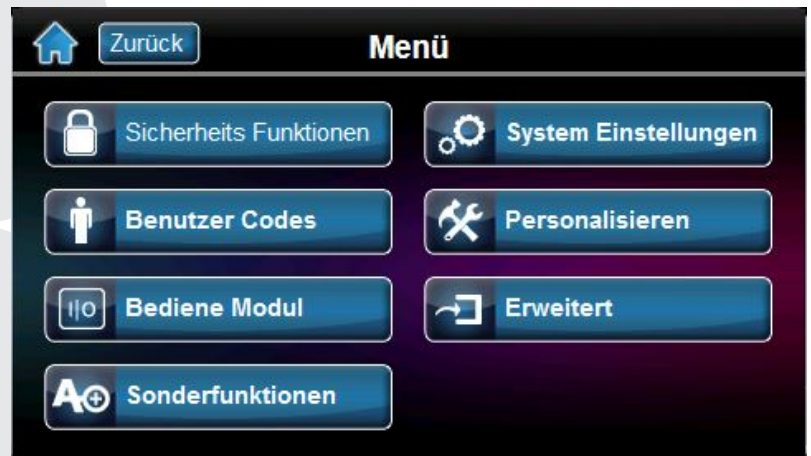 Zurück
Menü
Sicherheits Funktionen
System Einstellungen
Benutzer Codes
Personalisieren
I|O
Bediene Modul
Erweitert
A
Sonderfunktionen